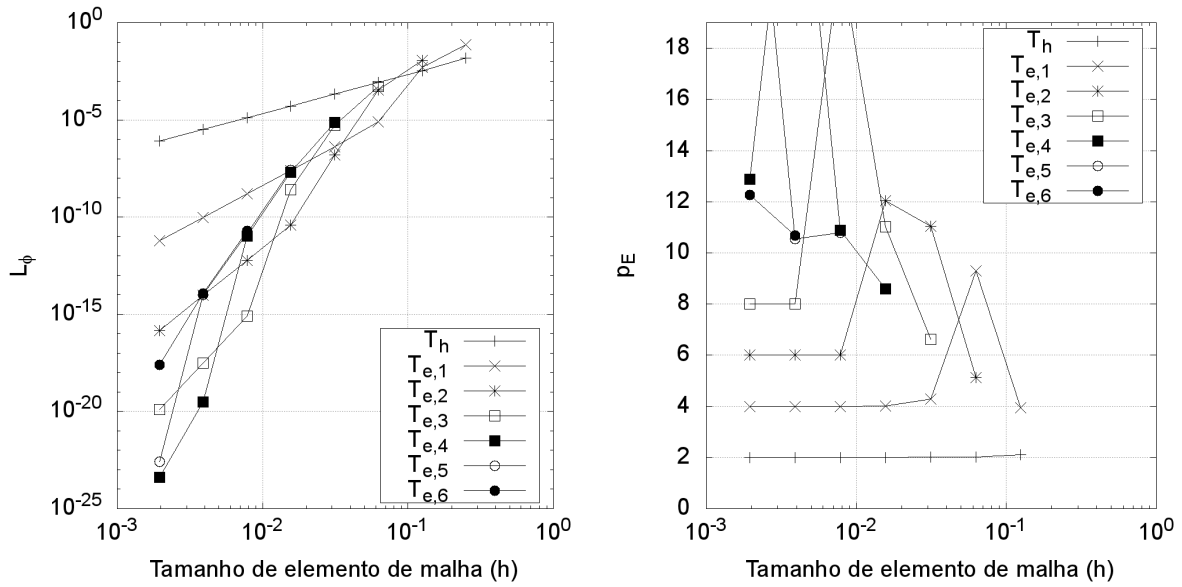 10^0
10^-5
10^-10
10^-15
10^-20
10^-25
L_ϕ
T_h
T_e,1
T_e,2
T_e,3
T_e,4
T_e,5
T_e,6
10^-3 10^-2 10^-1 10^0
Tamanho de elemento de malha (h)
18
16
14
12
10
8
6
4
2
0
p_E
T_h
T_e,1
T_e,2
T_e,3
T_e,4
T_e,5
T_e,6
10^-3 10^-2 10^-1 10^0
Tamanho de elemento de malha (h)